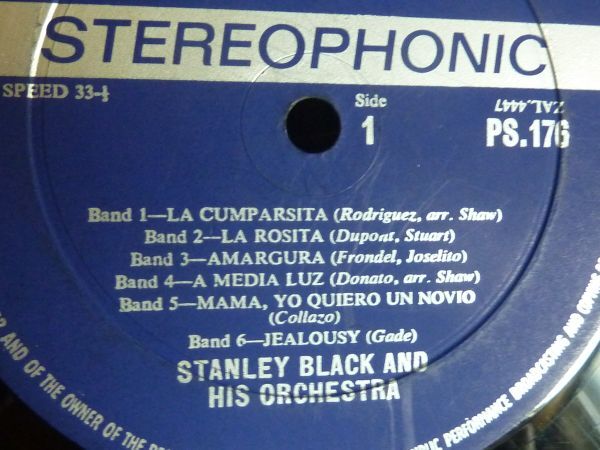 STEREOPHONIC
SPEED 33⅓
Side
1
ZAL.4447
PS.176
Band 1—LA CUMPARSITA (Rodriguez, arr. Shaw)
Band 2—LA ROSITA (Dupont, Stuart)
Band 3—AMARGURA (Frondel, Joselito)
Band 4—A MEDIA LUZ (Donato, arr. Shaw)
Band 5—MAMA, YO QUIERO UN NOVIO
(Collazo)
Band 6—JEALOUSY (Gade)
STANLEY BLACK AND
HIS ORCHESTRA
AND OF THE OWNER OF THE
PUBLIC PERFORMANCE BROADCASTING AND